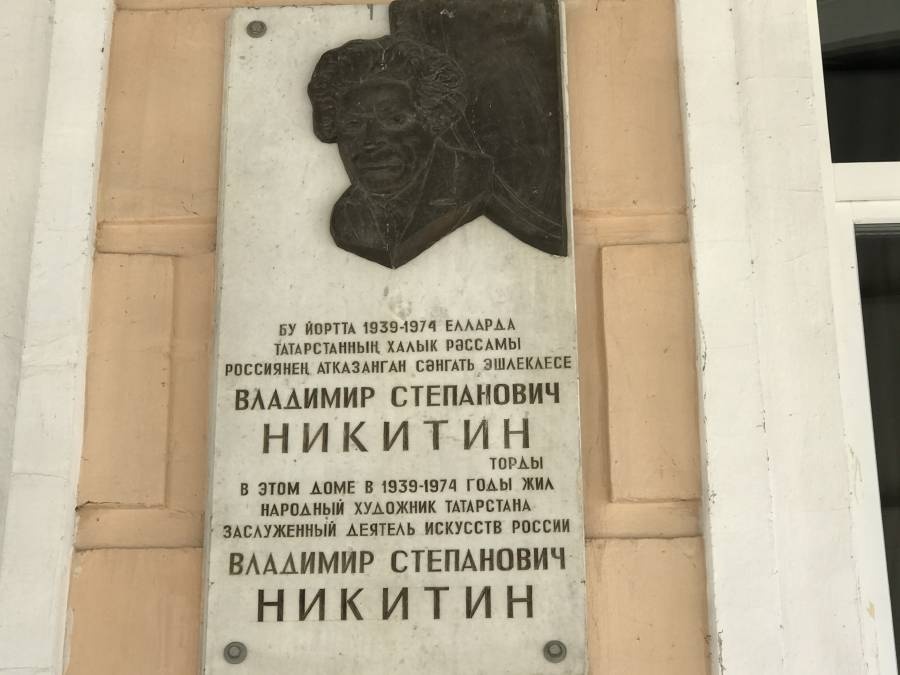 БУ ЙОРТТА 1939-1974 ЕЛЛАРДА
ТАТАРСТАННЫҢ ХАЛЫК РӘССАМЫ
РОССИЯНЕҢ АТКАЗАНГАН СӘНГАТЬ ЭШЛЕКЛЕСЕ
ВЛАДИМИР СТЕПАНОВИЧ
НИКИТИН
ТОРДЫ
В ЭТОМ ДОМЕ В 1939-1974 ГОДЫ ЖИЛ
НАРОДНЫЙ ХУДОЖНИК ТАТАРСТАНА
ЗАСЛУЖЕННЫЙ ДЕЯТЕЛЬ ИСКУССТВ РОССИИ
ВЛАДИМИР СТЕПАНОВИЧ
НИКИТИН